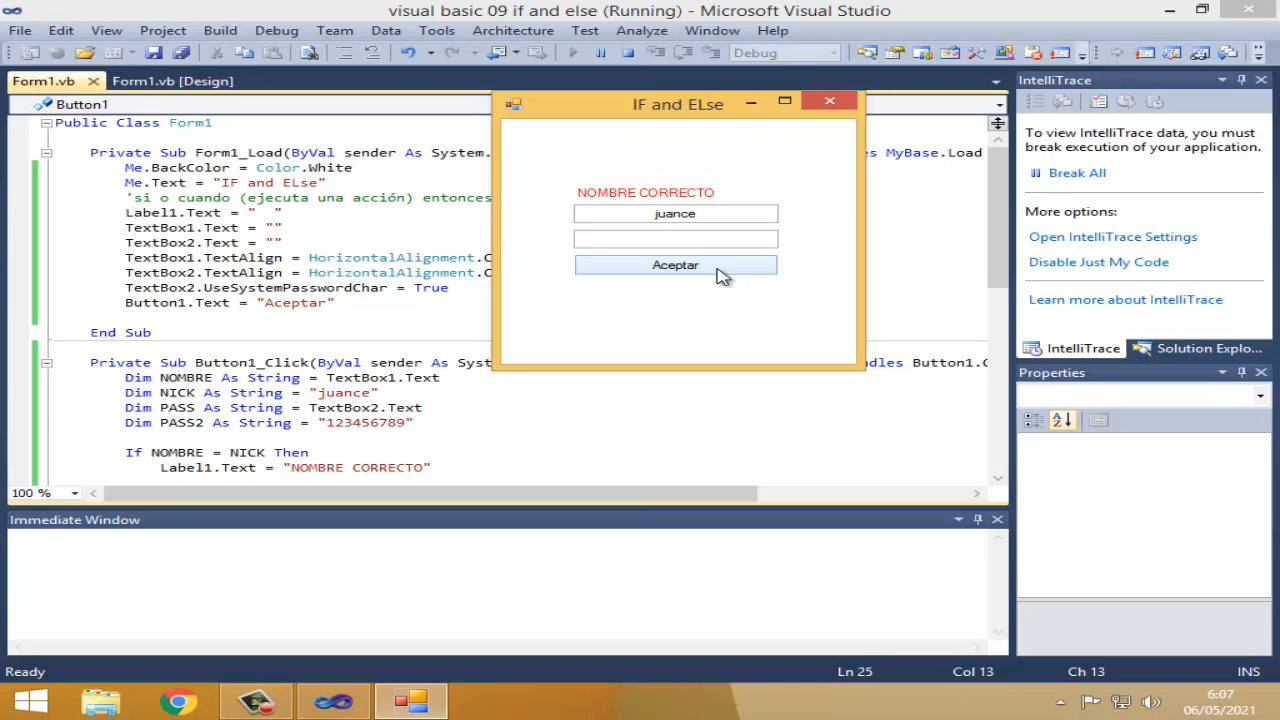 visual basic 09 if and else (Running) - Microsoft Visual Studio
File Edit View Project Build Debug Team Data Tools Architecture Test Analyze Window Help
Debug
Form1.vb Form1.vb [Design]
Button1
Public Class Form1
Private Sub Form1_Load(ByVal sender As System.
es MyBase.Load
Me.BackColor = Color.White
Me.Text = "IF and ELse"
'si o cuando (ejecuta una acción) entonces
Label1.Text = "  "
TextBox1.Text = ""
TextBox2.Text = ""
TextBox1.TextAlign = HorizontalAlignment.C
TextBox2.TextAlign = HorizontalAlignment.C
TextBox2.UseSystemPasswordChar = True
Button1.Text = "Aceptar"
End Sub
Private Sub Button1_Click(ByVal sender As Syst
ndles Button1.C
Dim NOMBRE As String = TextBox1.Text
Dim NICK As String = "juance"
Dim PASS As String = TextBox2.Text
Dim PASS2 As String = "123456789"
If NOMBRE = NICK Then
Label1.Text = "NOMBRE CORRECTO"
100 %
IF and ELse
NOMBRE CORRECTO
juance
Aceptar
IntelliTrace
To view IntelliTrace data, you must
break execution of your application.
Break All
More options:
Open IntelliTrace Settings
Disable Just My Code
Learn more about IntelliTrace
IntelliTrace Solution Explo...
Properties
Immediate Window
Ready Ln 25 Col 13 Ch 13 INS
6:07
06/05/2021